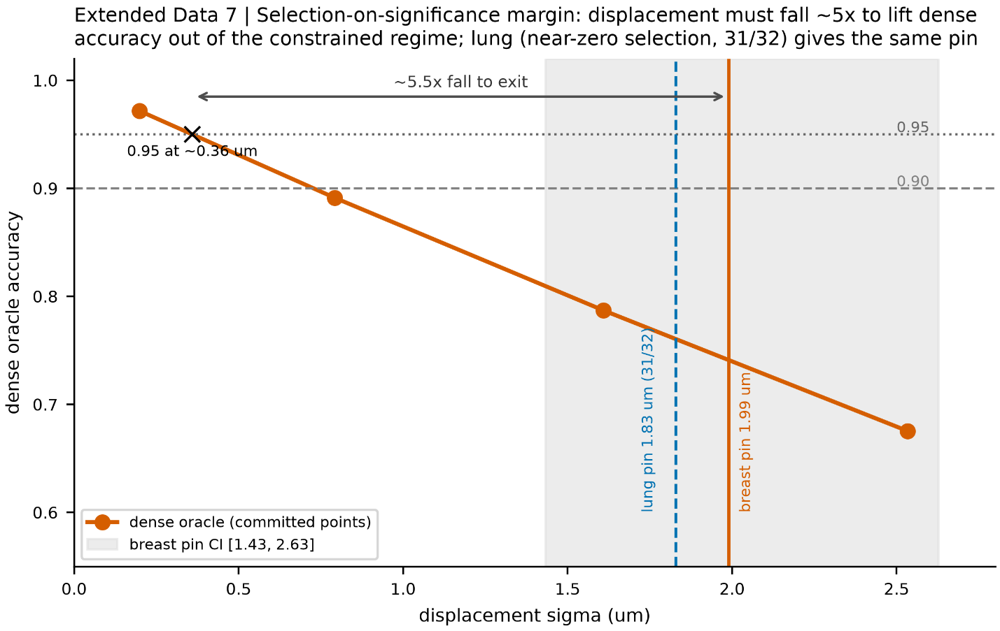 Extended Data 7 | Selection-on-significance margin: displacement must fall ~5x to lift dense
accuracy out of the constrained regime; lung (near-zero selection, 31/32) gives the same pin
~5.5x fall to exit
0.95
0.95 at ~0.36 um
0.90
lung pin 1.83 um (31/32)
breast pin 1.99 um
dense oracle accuracy
1.0
0.9
0.8
0.7
0.6
dense oracle (committed points)
breast pin CI [1.43, 2.63]
0.0 0.5 1.0 1.5 2.0 2.5
displacement sigma (um)